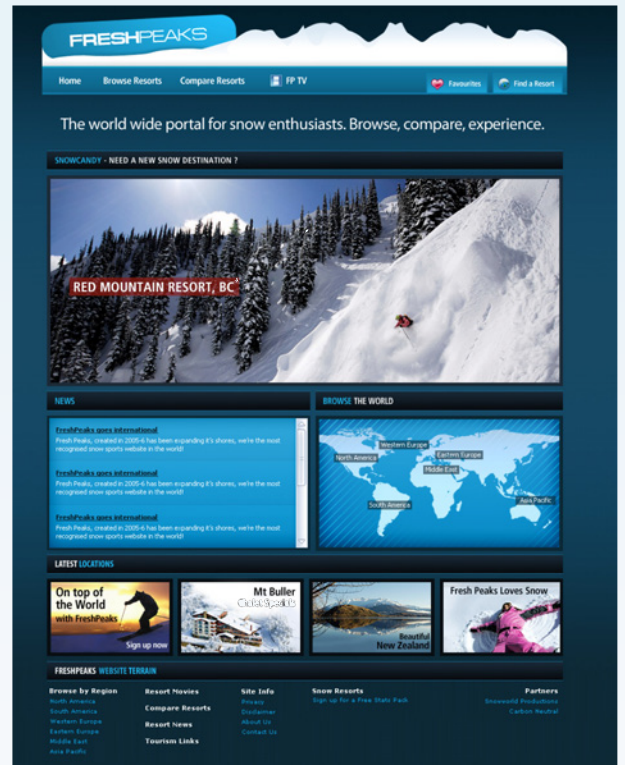 FRESHPEAKS
Home Browse Resorts Compare Resorts FP TV Favourites Find a Resort
The world wide portal for snow enthusiasts. Browse, compare, experience.
SNOWCANDY - NEED A NEW SNOW DESTINATION ?
RED MOUNTAIN RESORT, BC
NEWS
FreshPeaks goes international
Fresh Peaks, created in 2005-6 has been expanding it's shores, we're the most
recognised snow sports website in the world!
FreshPeaks goes international
Fresh Peaks, created in 2005-6 has been expanding it's shores, we're the most
recognised snow sports website in the world!
FreshPeaks goes international
Fresh Peaks, created in 2005-6 has been expanding it's shores, we're the most
recognised snow sports website in the world!
BROWSE THE WORLD
Western Europe
North America
Eastern Europe
Middle East
South America
Asia Pacific
LATEST LOCATIONS
On top of
the World
with FreshPeaks
Sign up now
Mt Buller
Chalet Specials
Beautiful
New Zealand
Fresh Peaks Loves Snow
FRESHPEAKS WEBSITE TERRAIN
Browse by Region
North America
South America
Western Europe
Eastern Europe
Middle East
Asia Pacific
Resort Movies
Compare Resorts
Resort News
Tourism Links
Site Info
Privacy
Disclaimer
About Us
Contact Us
Snow Resorts
Sign up for a Free Stats Pack
Partners
Snoworld Productions
Carbon Neutral